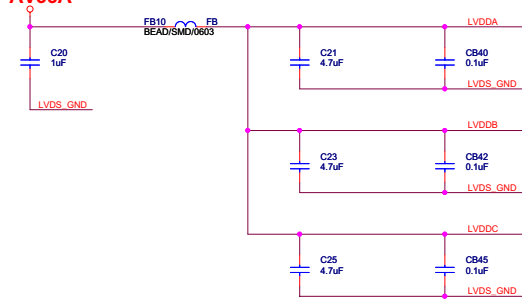 FB10 FB
BEAD/SMD/0603
LVDDA
C20
1uF
C21
4.7uF
CB40
0.1uF
LVDS_GND
LVDS_GND
LVDDB
C23
4.7uF
CB42
0.1uF
LVDS_GND
LVDDC
C25
4.7uF
CB45
0.1uF
LVDS_GND